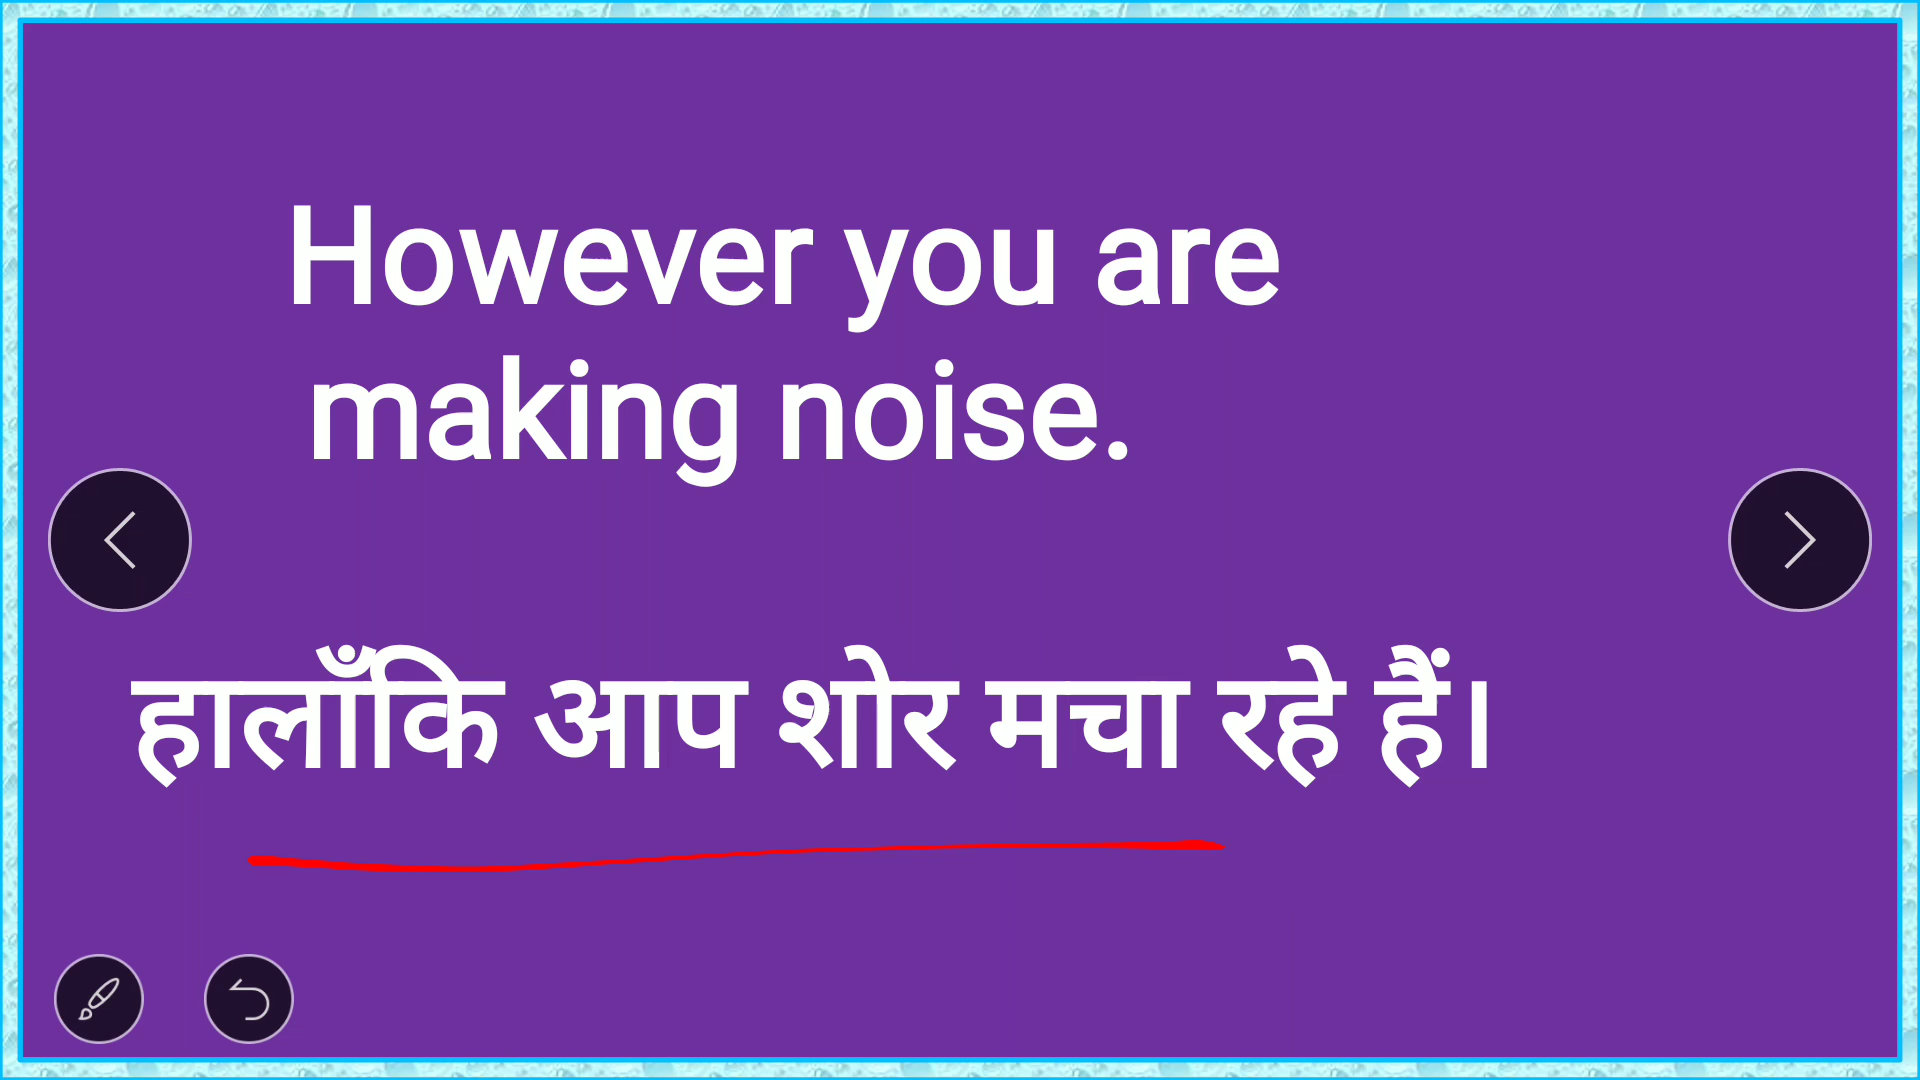 However you are
making noise.
हालाँकि आप शोर मचा रहे हैं।